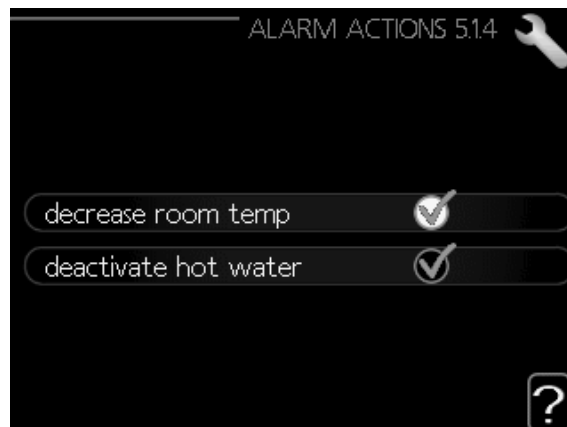 ALARM ACTIONS 5.1.4
decrease room temp
deactivate hot water
?